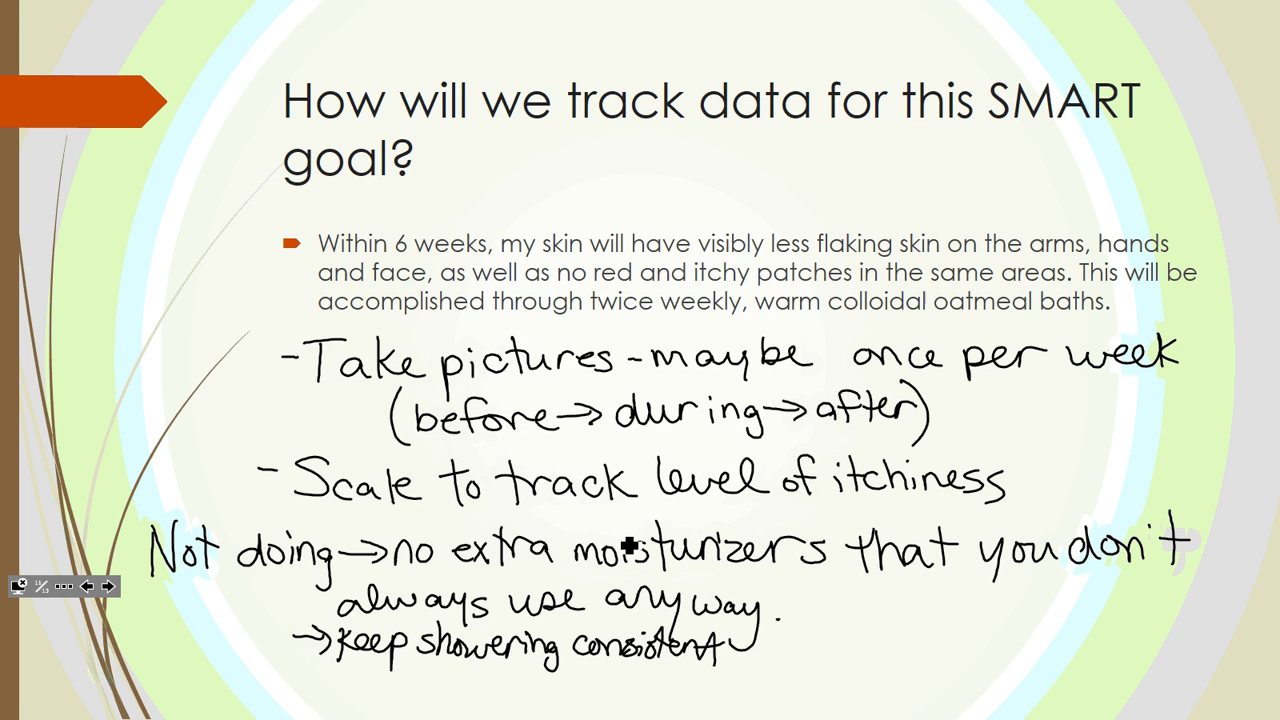 How will we track data for this SMART
goal?
Within 6 weeks, my skin will have visibly less flaking skin on the arms, hands
and face, as well as no red and itchy patches in the same areas. This will be
accomplished through twice weekly, warm colloidal oatmeal baths.
-Take pictures - maybe once per week
(before→during→after)
- Scale to track level of itchiness
Not doing→no extra moisturizers that you don't
always use anyway.
→keep showering consistent
11/13